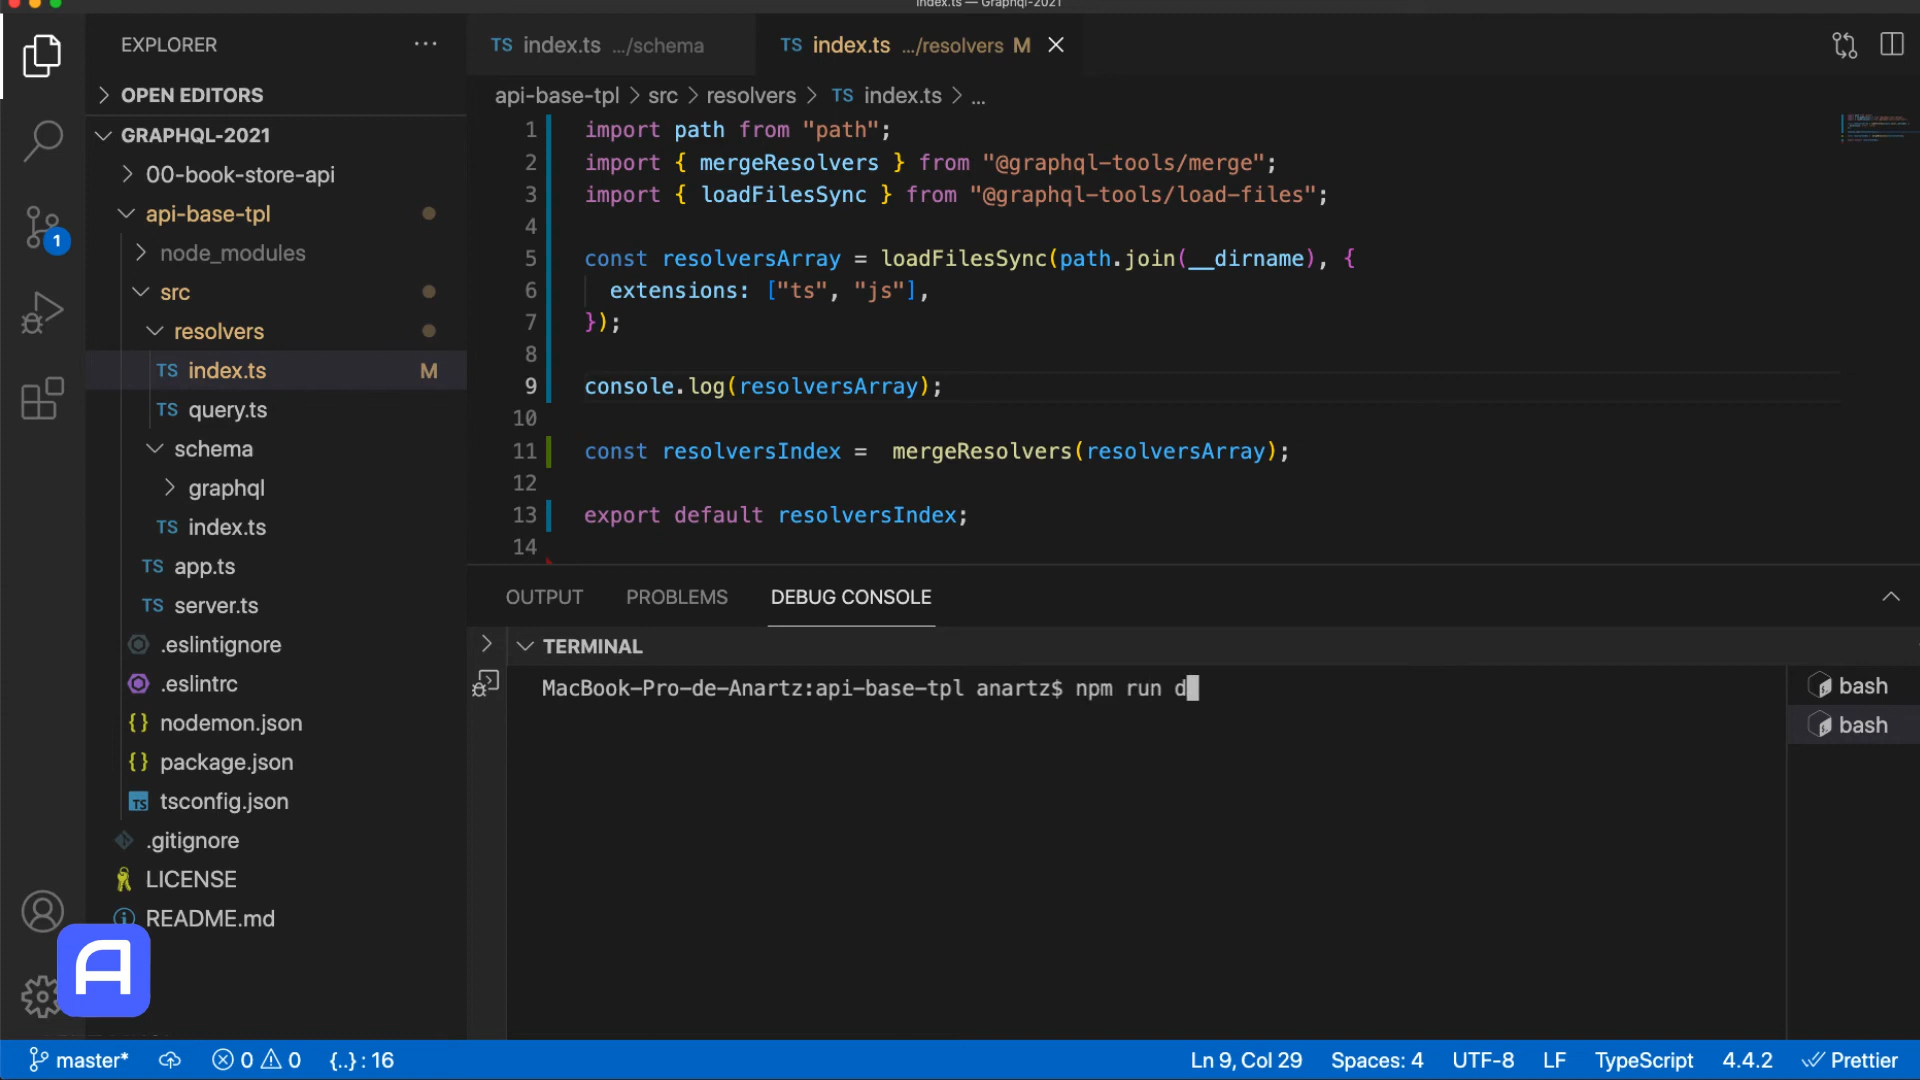 index.ts — Graphql-2021
EXPLORER
OPEN EDITORS
GRAPHQL-2021
00-book-store-api
api-base-tpl
node_modules
src
resolvers
TS index.ts M
TS query.ts
schema
graphql
TS index.ts
TS app.ts
TS server.ts
.eslintignore
.eslintrc
{} nodemon.json
{} package.json
TS tsconfig.json
.gitignore
LICENSE
README.md
1
A
TS index.ts .../schema
TS index.ts .../resolvers M
api-base-tpl > src > resolvers > TS index.ts > ...
1 import path from "path";
2 import { mergeResolvers } from "@graphql-tools/merge";
3 import { loadFilesSync } from "@graphql-tools/load-files";
4
5 const resolversArray = loadFilesSync(path.join(__dirname), {
6 extensions: ["ts", "js"],
7 });
8
9 console.log(resolversArray);
10
11 const resolversIndex =  mergeResolvers(resolversArray);
12
13 export default resolversIndex;
14
OUTPUT PROBLEMS DEBUG CONSOLE
TERMINAL
MacBook-Pro-de-Anartz:api-base-tpl anartz$ npm run d
bash
bash
master* 0 0 {..} : 16 Ln 9, Col 29 Spaces: 4 UTF-8 LF TypeScript 4.4.2 Prettier